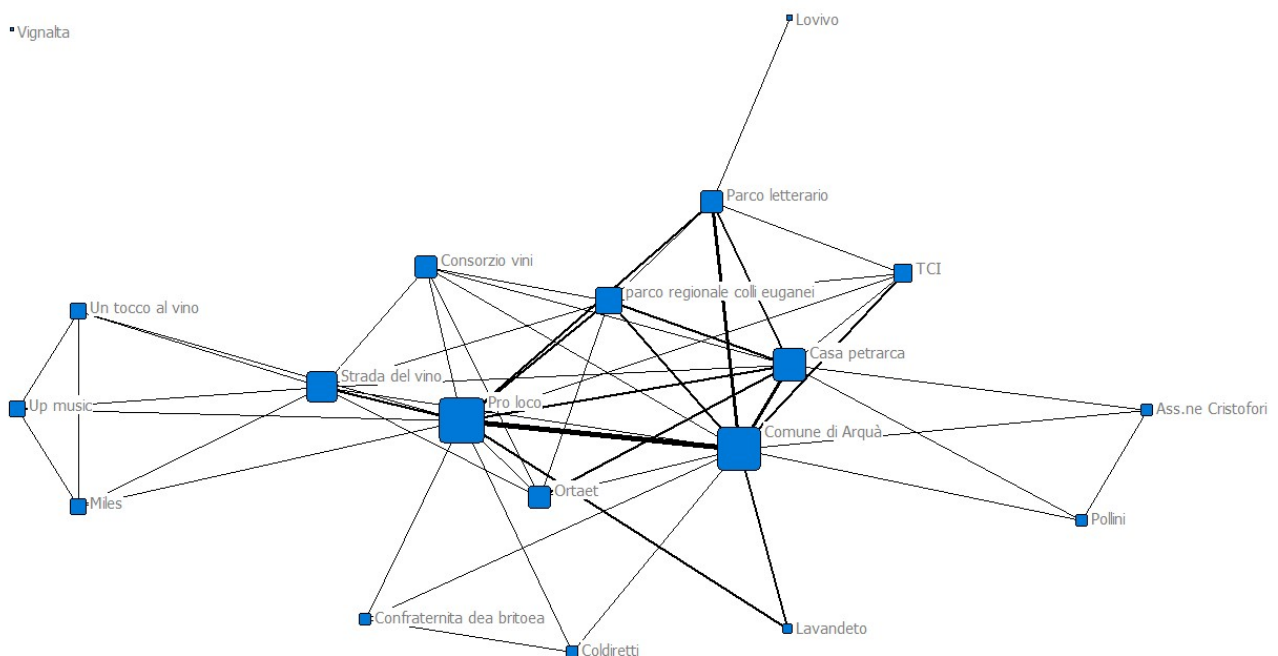 Lovivo
Vignalta
Parco letterario
Consorzio vini
TCI
parco regionale colli euganei
Un tocco al vino
Casa petrarca
Strada del vino
Pro loco
Up music
Ass.ne Cristofori
Comune di Arquà
Ortaet
Miles
Pollini
Confraternita dea britoea
Lavandeto
Coldiretti